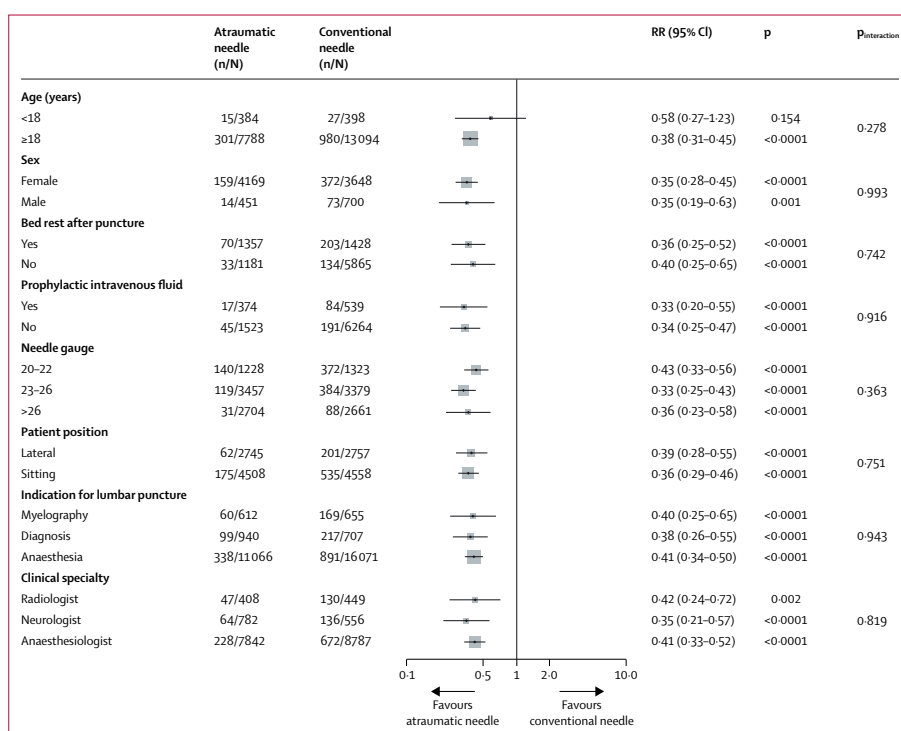 Atraumatic needle (n/N) Conventional needle (n/N) RR (95% CI) p pinteraction
Age (years)
<18 15/384 27/398 0·58 (0·27–1·23) 0·154
0·278
≥18 301/7788 980/13 094 0·38 (0·31–0·45) <0·0001
Sex
Female 159/4169 372/3648 0·35 (0·28–0·45) <0·0001
0·993
Male 14/451 73/700 0·35 (0·19–0·63) 0·001
Bed rest after puncture
Yes 70/1357 203/1428 0·36 (0·25–0·52) <0·0001
0·742
No 33/1181 134/5865 0·40 (0·25–0·65) <0·0001
Prophylactic intravenous fluid
Yes 17/374 84/539 0·33 (0·20–0·55) <0·0001
0·916
No 45/1523 191/6264 0·34 (0·25–0·47) <0·0001
Needle gauge
20–22 140/1228 372/1323 0·43 (0·33–0·56) <0·0001
23–26 119/3457 384/3379 0·33 (0·25–0·43) <0·0001 0·363
>26 31/2704 88/2661 0·36 (0·23–0·58) <0·0001
Patient position
Lateral 62/2745 201/2757 0·39 (0·28–0·55) <0·0001
0·751
Sitting 175/4508 535/4558 0·36 (0·29–0·46) <0·0001
Indication for lumbar puncture
Myelography 60/612 169/655 0·40 (0·25–0·65) <0·0001
Diagnosis 99/940 217/707 0·38 (0·26–0·55) <0·0001 0·943
Anaesthesia 338/11 066 891/16 071 0·41 (0·34–0·50) <0·0001
Clinical specialty
Radiologist 47/408 130/449 0·42 (0·24–0·72) 0·002
Neurologist 64/782 136/556 0·35 (0·21–0·57) <0·0001 0·819
Anaesthesiologist 228/7842 672/8787 0·41 (0·33–0·52) <0·0001
0·1 0·5 1 2·0 10·0
Favours atraumatic needle
Favours conventional needle